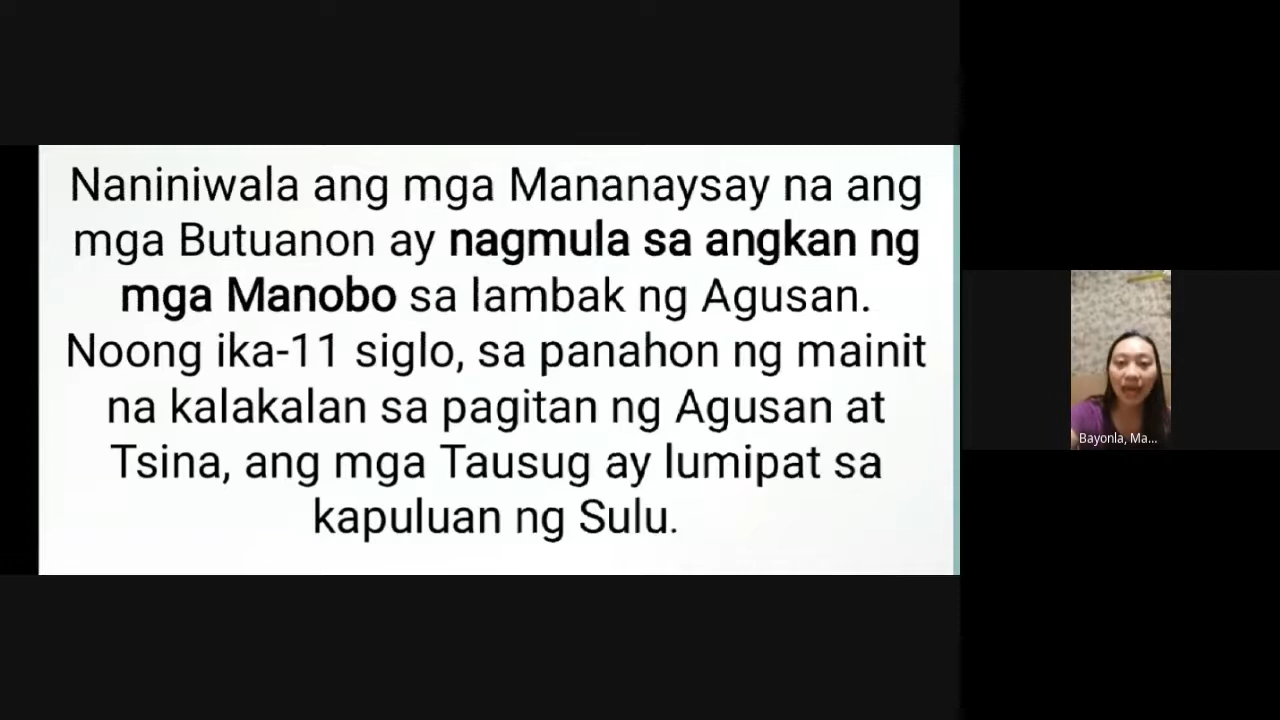 Naniniwala ang mga Mananaysay na ang
mga Butuanon ay nagmula sa angkan ng
mga Manobo sa lambak ng Agusan.
Noong ika-11 siglo, sa panahon ng mainit
na kalakalan sa pagitan ng Agusan at
Tsina, ang mga Tausug ay lumipat sa
kapuluan ng Sulu.
Bayonla, Ma...